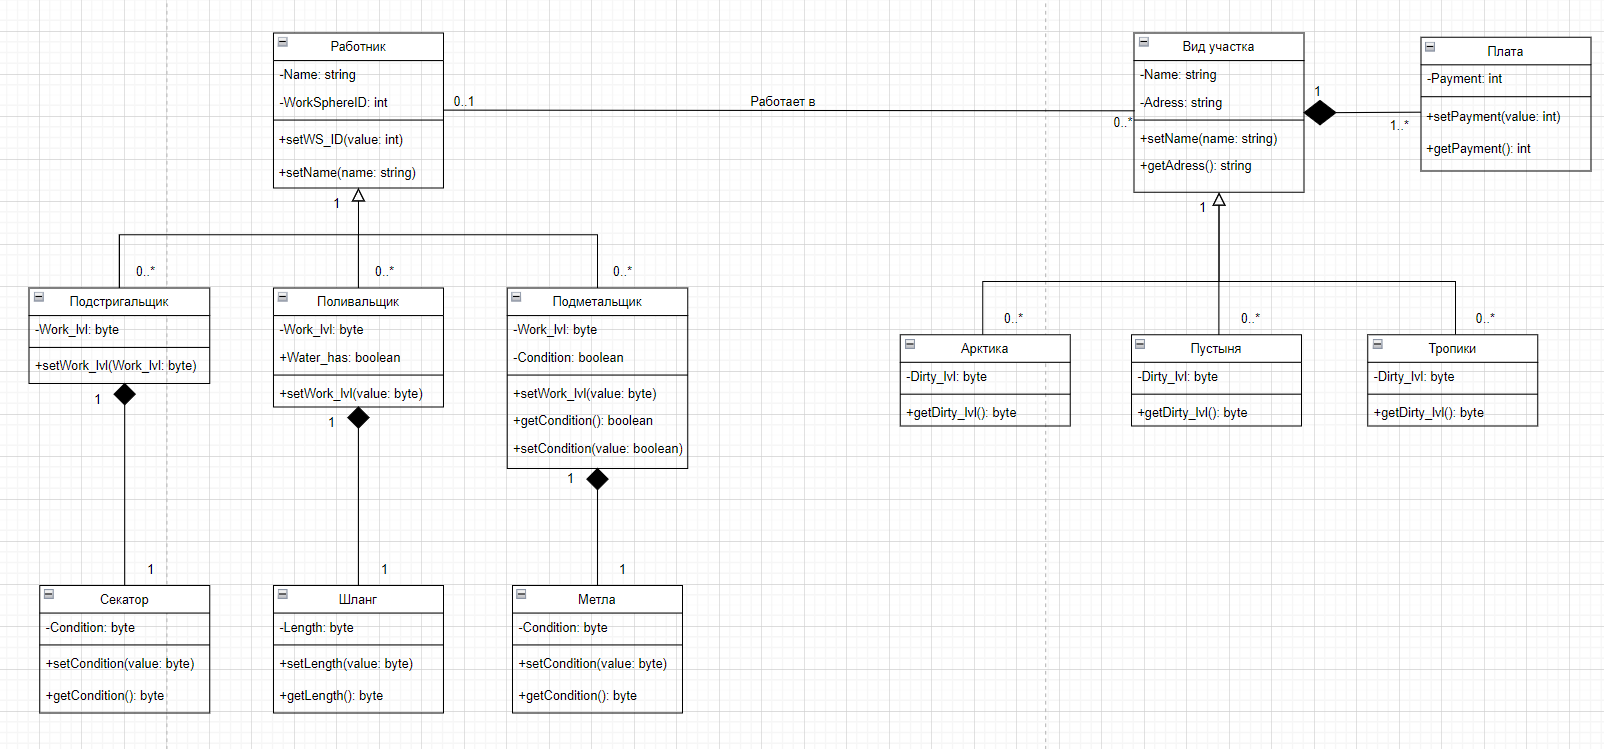 Работник
-Name: string
-WorkSphereID: int
+setWS_ID(value: int)
+setName(name: string)
0..1
Работает в
0..*
Вид участка
-Name: string
-Adress: string
+setName(name: string)
+getAdress(): string
1
1..*
Плата
-Payment: int
+setPayment(value: int)
+getPayment(): int
1
0..*
0..*
0..*
Подстригальщик
-Work_lvl: byte
+setWork_lvl(Work_lvl: byte)
1
Поливальщик
-Work_lvl: byte
+Water_has: boolean
+setWork_lvl(value: byte)
1
Подметальщик
-Work_lvl: byte
-Condition: boolean
+setWork_lvl(value: byte)
+getCondition(): boolean
+setCondition(value: boolean)
1
1
0..*
0..*
0..*
Арктика
-Dirty_lvl: byte
+getDirty_lvl(): byte
Пустыня
-Dirty_lvl: byte
+getDirty_lvl(): byte
Тропики
-Dirty_lvl: byte
+getDirty_lvl(): byte
1
1
1
Секатор
-Condition: byte
+setCondition(value: byte)
+getCondition(): byte
Шланг
-Length: byte
+setLength(value: byte)
+getLength(): byte
Метла
-Condition: byte
+setCondition(value: byte)
+getCondition(): byte